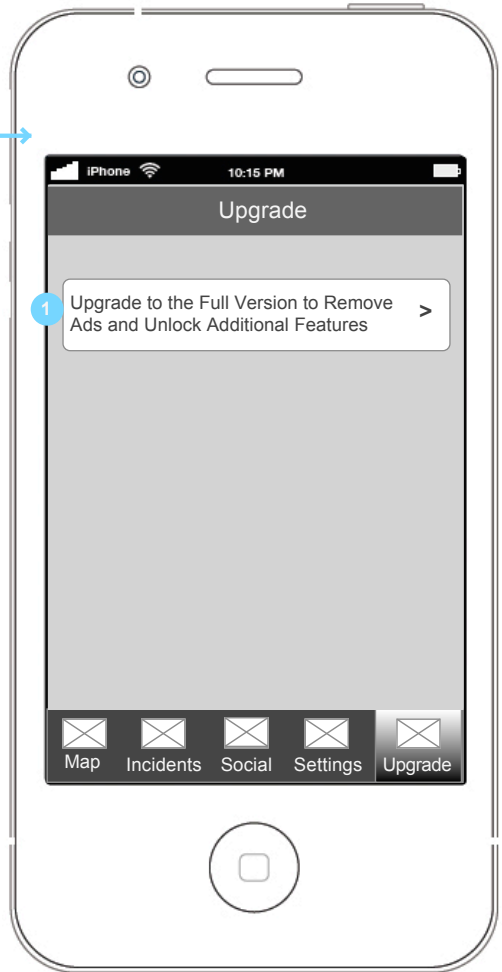 iPhone 10:15 PM
Upgrade
1
Upgrade to the Full Version to Remove
Ads and Unlock Additional Features
>
Map Incidents Social Settings Upgrade